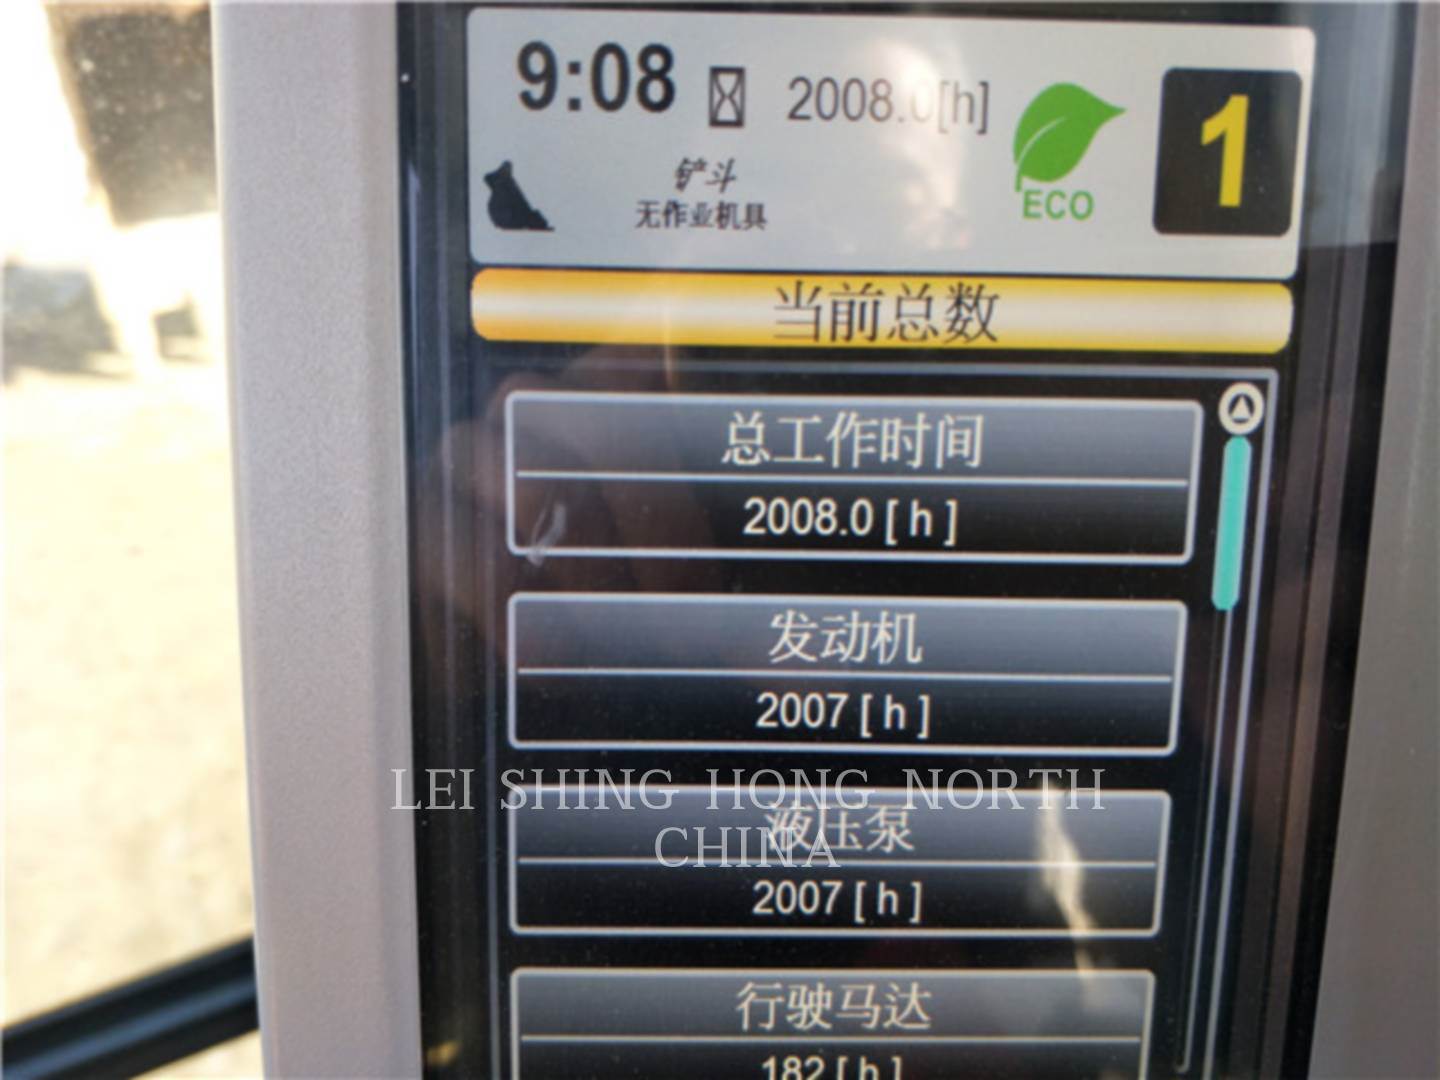 9:08 2008.0[h]
铲斗
无作业机具
ECO
1
当前总数
总工作时间
2008.0 [ h ]
发动机
2007 [ h ]
液压泵
2007 [ h ]
行驶马达
182 [ h ]
LEI SHING HONG NORTH
CHINA